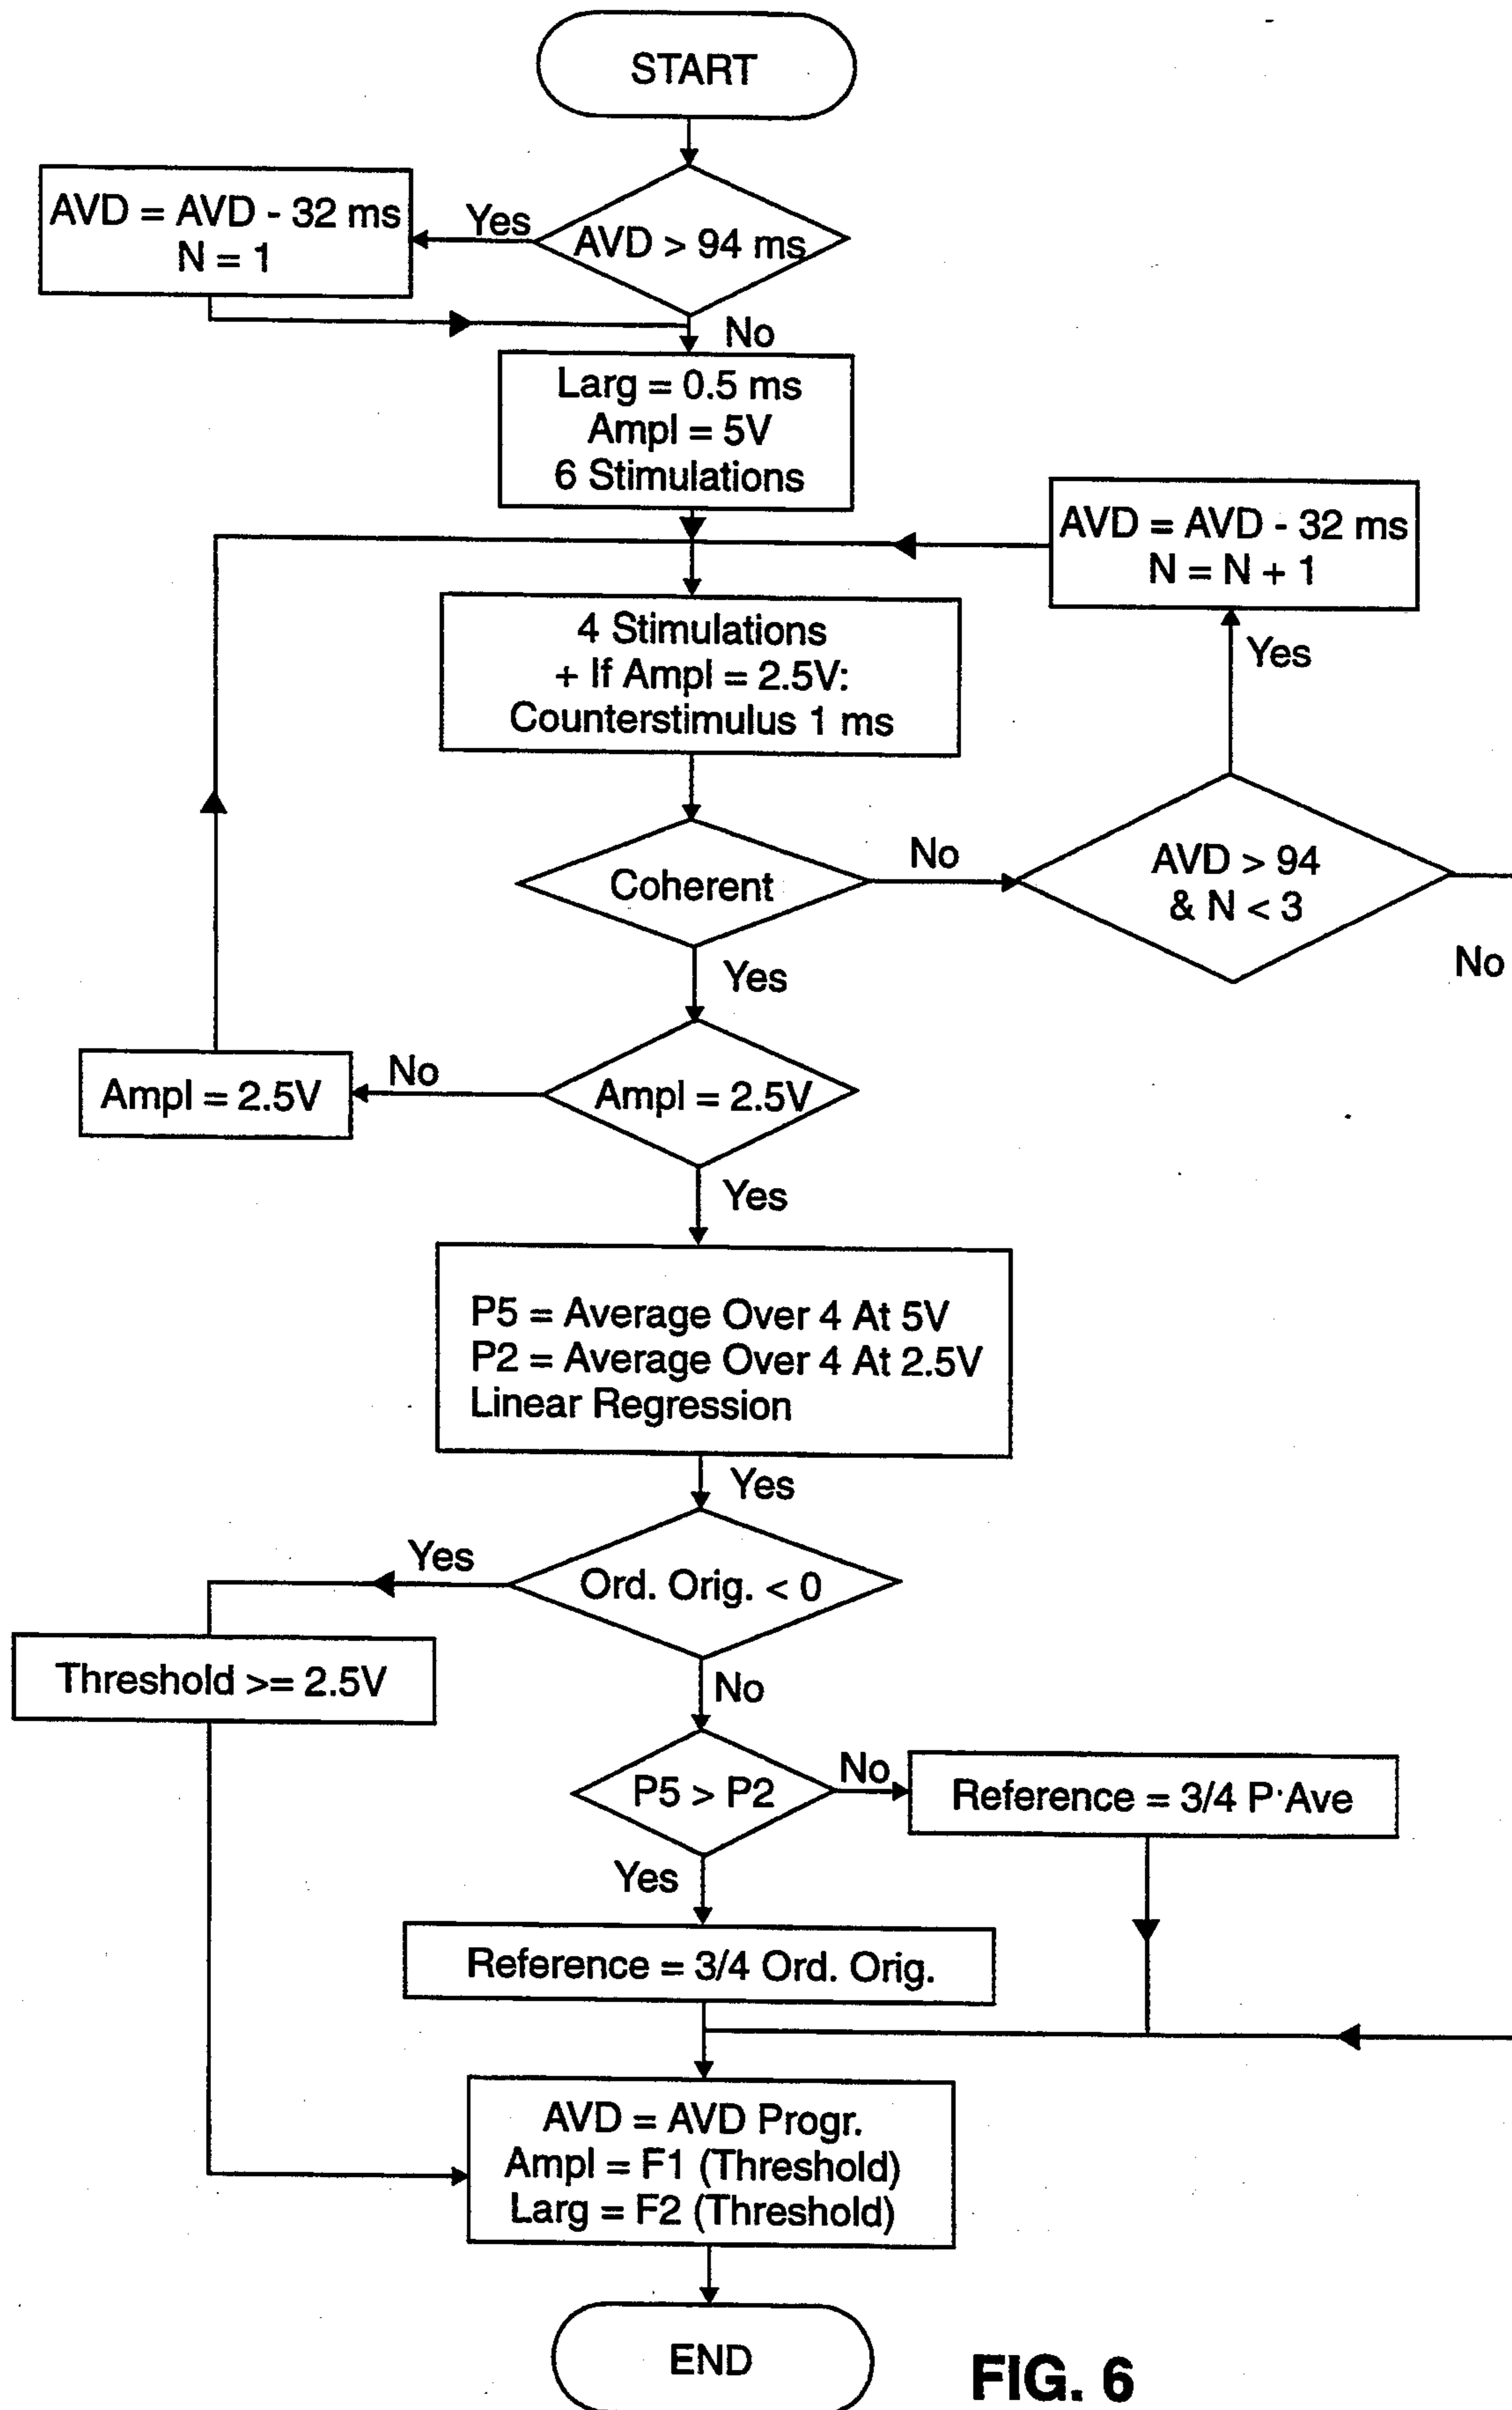 START
AVD > 94 ms
Yes
AVD = AVD - 32 ms
N = 1
No
Larg = 0.5 ms
Ampl = 5V
6 Stimulations
AVD = AVD - 32 ms
N = N + 1
4 Stimulations
+ If Ampl = 2.5V:
Counterstimulus 1 ms
Yes
Coherent
No
AVD > 94
& N < 3
No
Yes
Ampl = 2.5V
No
Ampl = 2.5V
Yes
P5 = Average Over 4 At 5V
P2 = Average Over 4 At 2.5V
Linear Regression
Yes
Ord. Orig. < 0
Yes
Threshold >= 2.5V
No
P5 > P2
No
Reference = 3/4 P·Ave
Yes
Reference = 3/4 Ord. Orig.
AVD = AVD Progr.
Ampl = F1 (Threshold)
Larg = F2 (Threshold)
END
FIG. 6